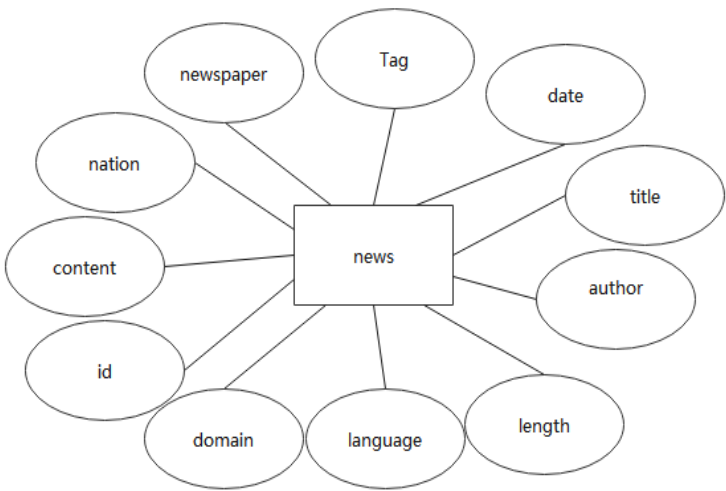 Tag
newspaper
date
nation
title
news
content
author
id
length
domain
language